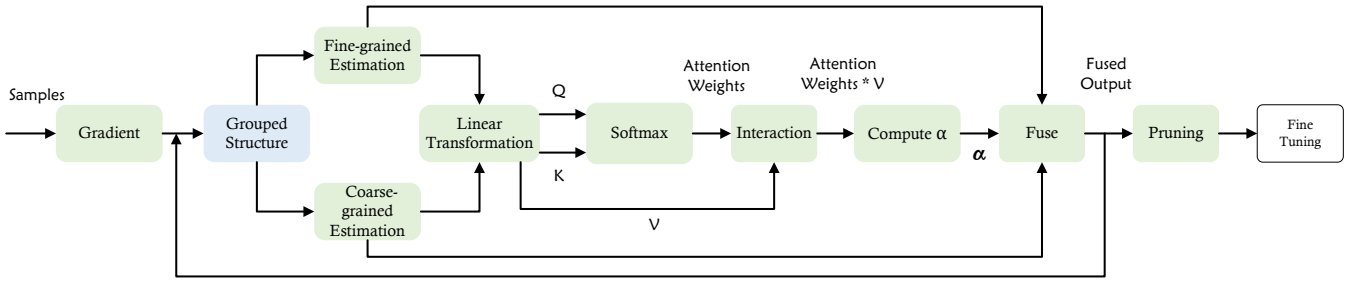 Samples
Gradient
Grouped
Structure
Fine-grained
Estimation
Coarse-
grained
Estimation
Linear
Transformation
Q
K
V
Softmax
Attention
Weights
Interaction
Attention
Weights * V
Compute α
α
Fuse
Fused
Output
Pruning
Fine
Tuning